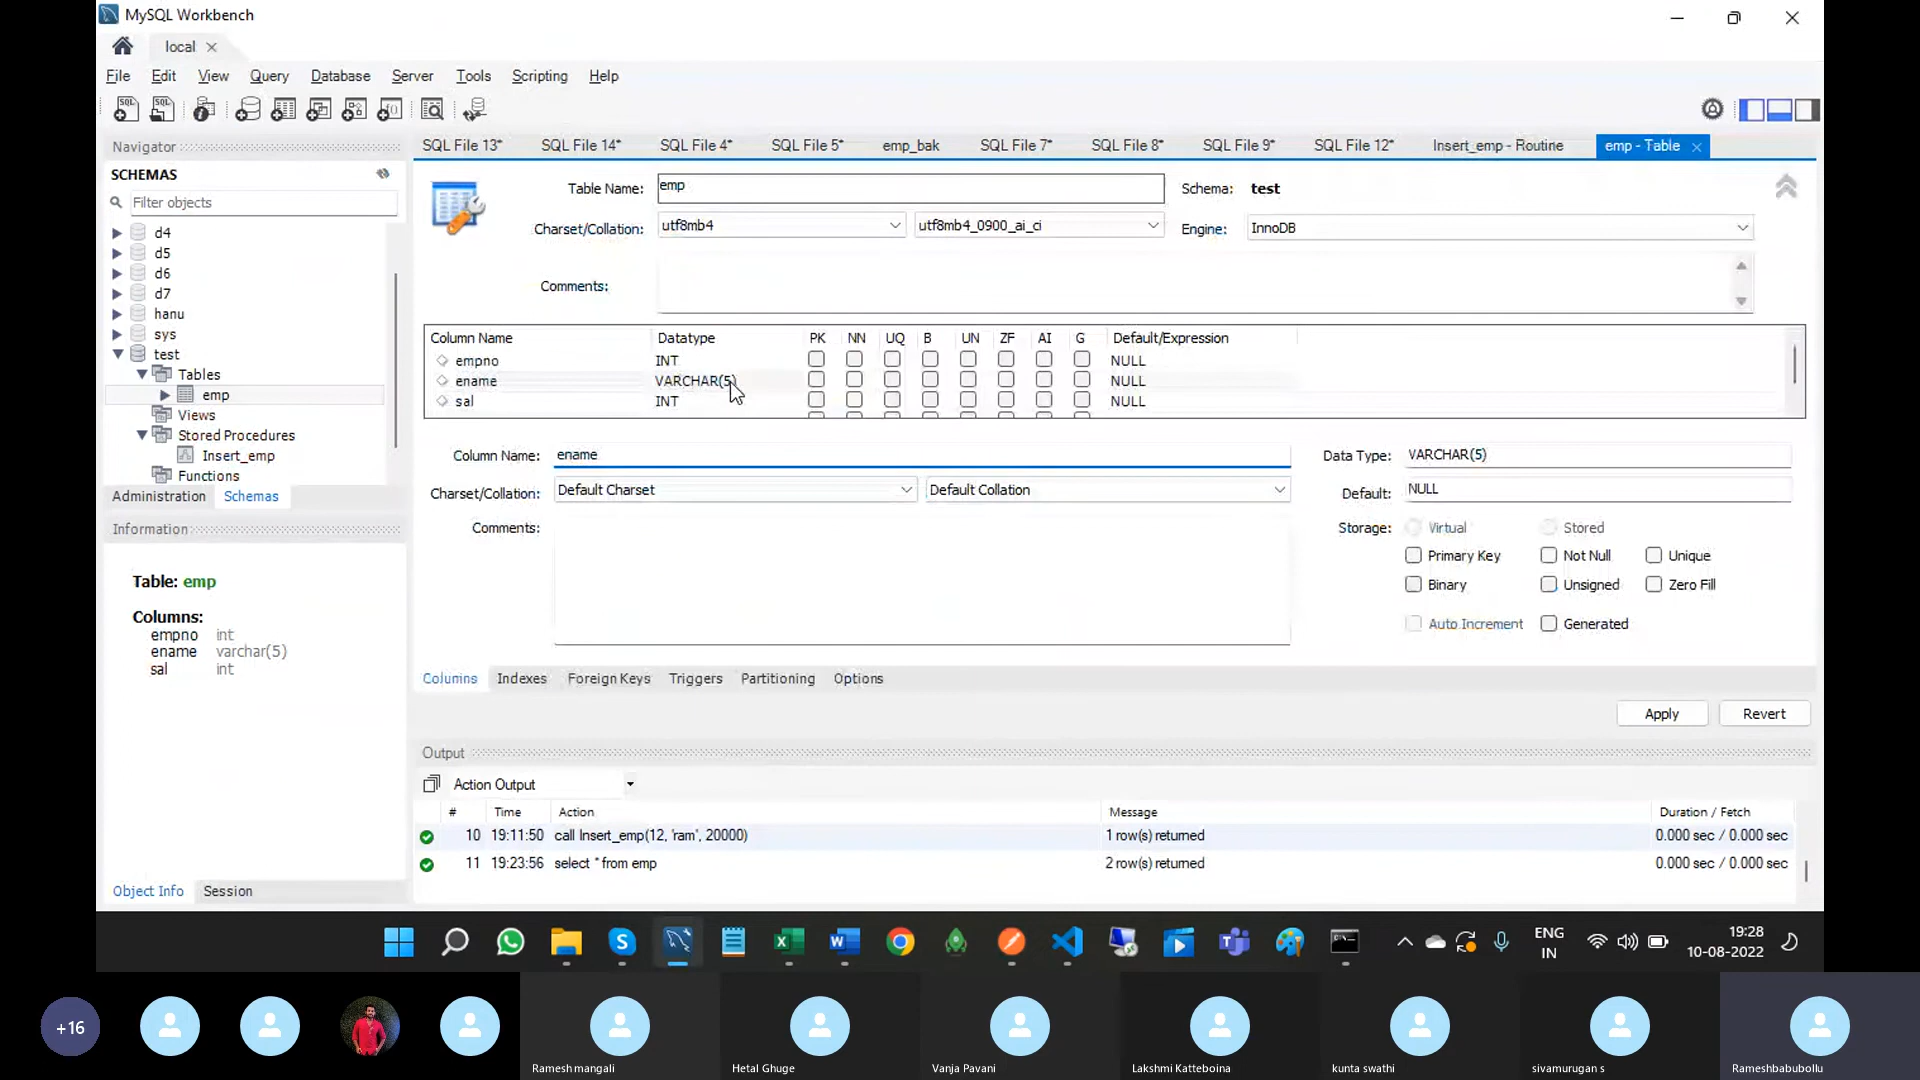 MySQL Workbench
local
File Edit View Query Database Server Tools Scripting Help
Navigator
SCHEMAS
Filter objects
d4
d5
d6
d7
hanu
sys
test
Tables
emp
Views
Stored Procedures
Insert_emp
Functions
Administration Schemas
Information
Table: emp
Columns:
empno int
ename varchar(5)
sal int
Object Info Session
SQL File 13* SQL File 14* SQL File 4* SQL File 5* emp_bak SQL File 7* SQL File 8* SQL File 9* SQL File 12* Insert_emp - Routine emp - Table
Table Name: emp Schema: test
Charset/Collation: utf8mb4 utf8mb4_0900_ai_ci Engine: InnoDB
Comments:
Column Name Datatype PK NN UQ B UN ZF AI G Default/Expression
empno INT NULL
ename VARCHAR(5) NULL
sal INT NULL
Column Name: ename Data Type: VARCHAR(5)
Charset/Collation: Default Charset Default Collation Default: NULL
Comments: Storage: Virtual Stored
Primary Key Not Null Unique
Binary Unsigned Zero Fill
Auto Increment Generated
Columns Indexes Foreign Keys Triggers Partitioning Options
Apply Revert
Output
Action Output
# Time Action Message Duration / Fetch
10 19:11:50 call Insert_emp(12, 'ram', 20000) 1 row(s) returned 0.000 sec / 0.000 sec
11 19:23:56 select * from emp 2 row(s) returned 0.000 sec / 0.000 sec
ENG
IN
19:28
10-08-2022
+16
Ramesh mangali Hetal Ghuge Vanja Pavani Lakshmi Katteboina kunta swathi sivamurugan s Rameshbabubollu